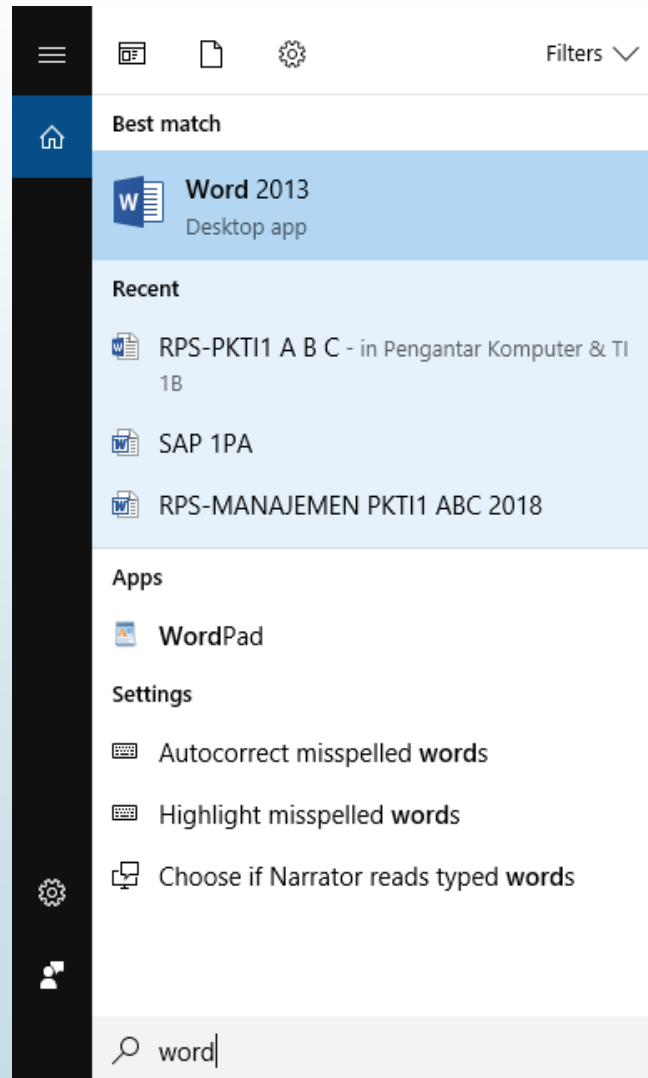 Filters
Best match
Word 2013
Desktop app
Recent
RPS-PKTI1 A B C - in Pengantar Komputer & TI
1B
SAP 1PA
RPS-MANAJEMEN PKTI1 ABC 2018
Apps
WordPad
Settings
Autocorrect misspelled words
Highlight misspelled words
Choose if Narrator reads typed words
word